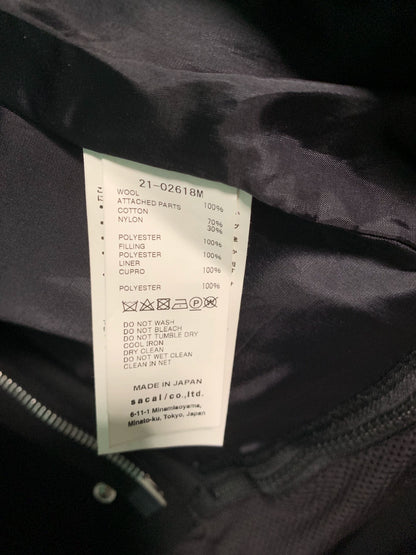 21-02618M
WOOL 100%
ATTACHED PARTS
COTTON 70%
NYLON 30%
POLYESTER 100%
FILLING
POLYESTER 100%
LINER
CUPRO 100%
POLYESTER 100%
DO NOT WASH
DO NOT BLEACH
DO NOT TUMBLE DRY
COOL IRON
DRY CLEAN
DO NOT WET CLEAN
CLEAN IN NET
MADE IN JAPAN
sacai/co.,ltd.
6-11-1 Minamiaoyama,
Minato-ku, Tokyo, Japan